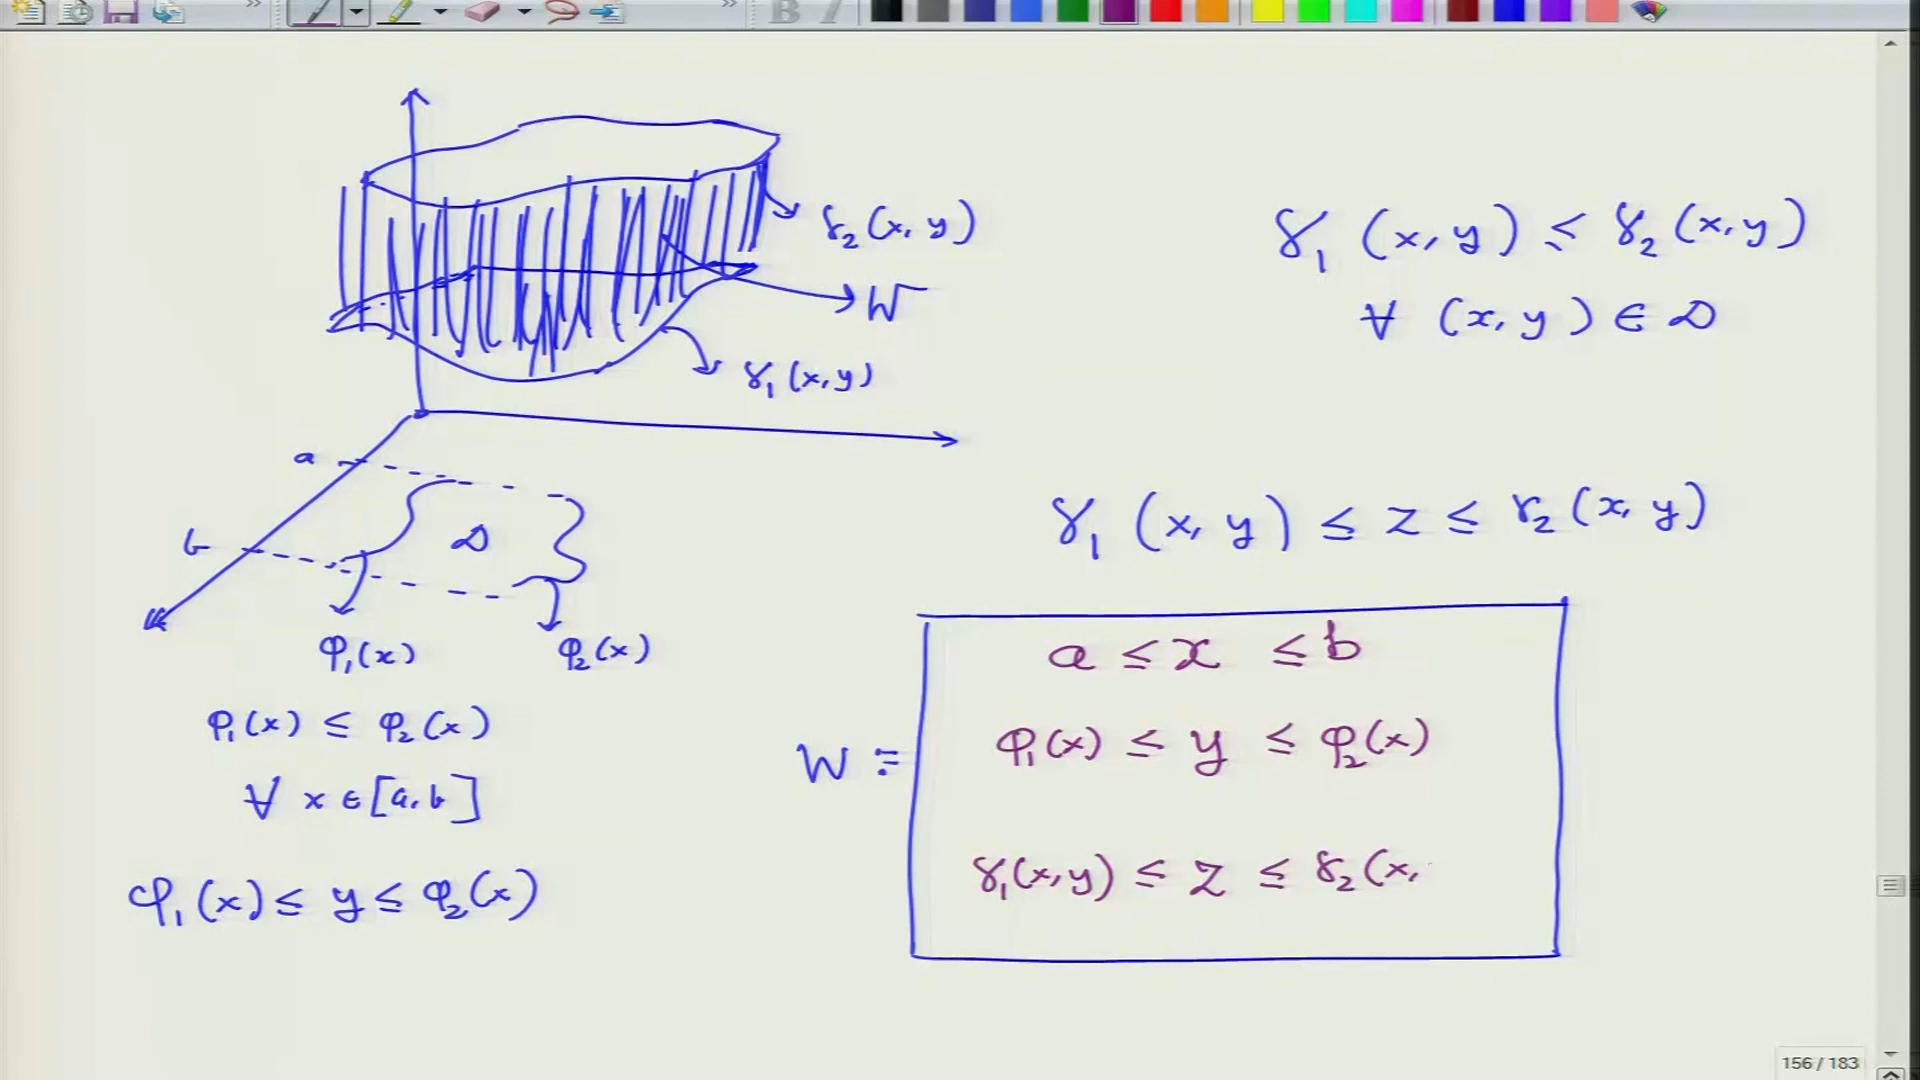 γ₂(x, y)
W
γ₁(x, y)
a
b
D
φ₁(x)
φ₂(x)
φ₁(x) ≤ φ₂(x)
∀ x ∈ [a, b]
φ₁(x) ≤ y ≤ φ₂(x)
γ₁ (x, y) ≤ γ₂ (x, y)
∀ (x, y) ∈ D
γ₁ (x, y) ≤ z ≤ γ₂ (x, y)
W ≡
a ≤ x ≤ b
φ₁(x) ≤ y ≤ φ₂(x)
γ₁(x, y) ≤ z ≤ γ₂(x,
B I
156 / 183